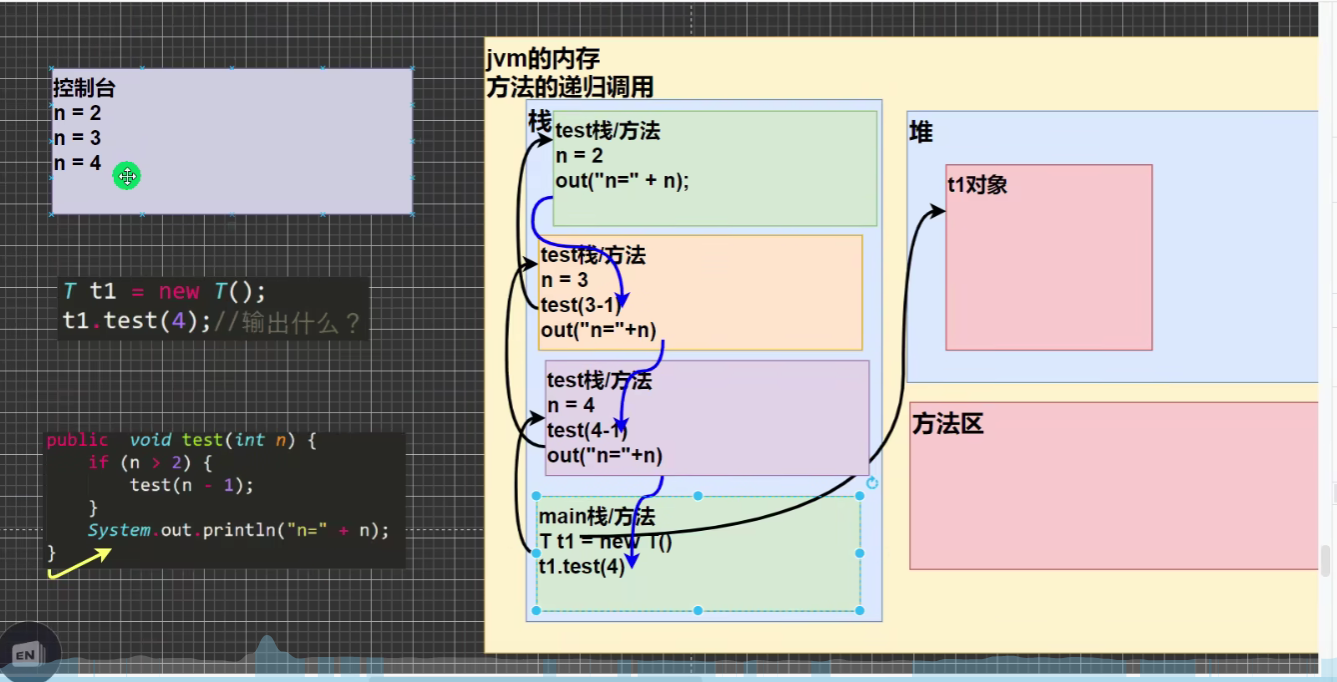 控制台
n = 2
n = 3
n = 4
T t1 = new T();
t1.test(4);//输出什么？
public  void test(int n) {
    if (n > 2) {
        test(n - 1);
    }
    System.out.println("n=" + n);
}
EN
jvm的内存
方法的递归调用
栈
test栈/方法
n = 2
out("n=" + n);
test栈/方法
n = 3
test(3-1)
out("n="+n)
test栈/方法
n = 4
test(4-1)
out("n="+n)
main栈/方法
T t1 = new T()
t1.test(4)
堆
t1对象
方法区